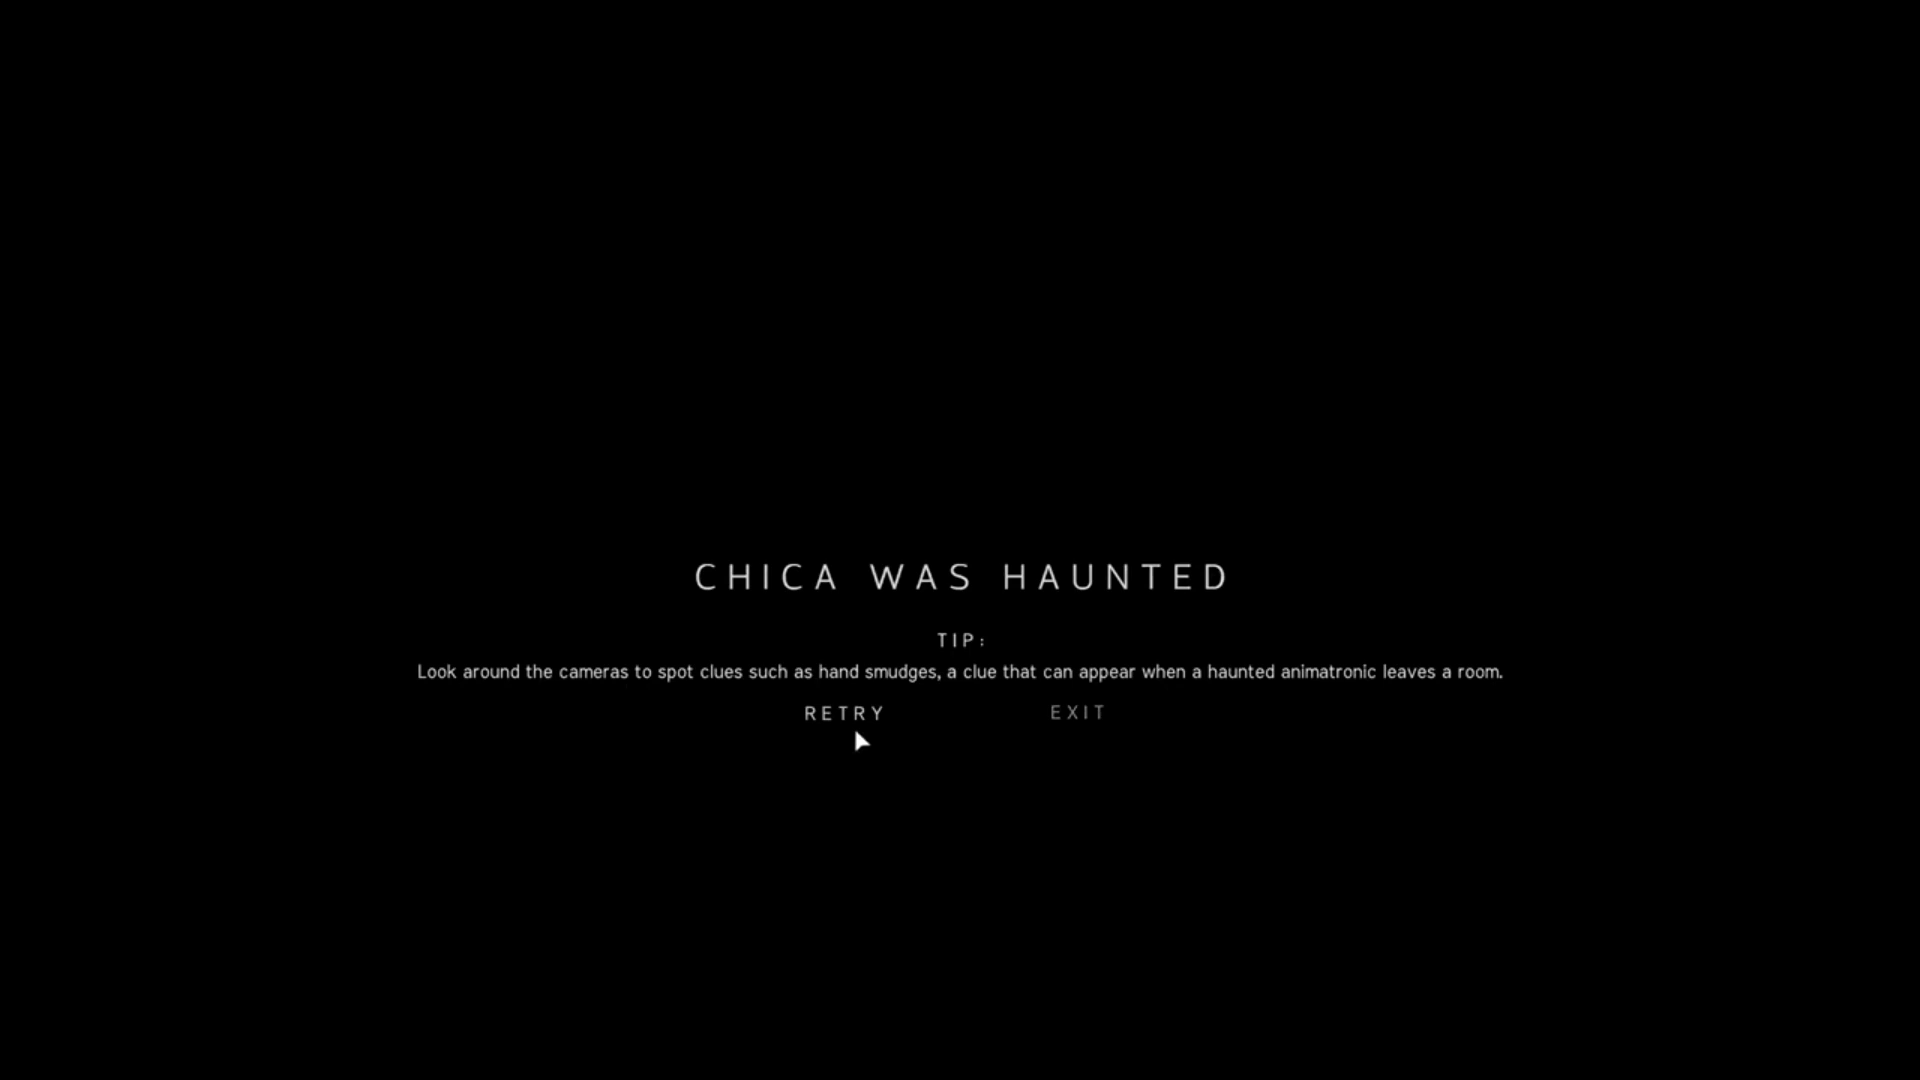 CHICA WAS HAUNTED
TIP:
Look around the cameras to spot clues such as hand smudges, a clue that can appear when a haunted animatronic leaves a room.
RETRY EXIT